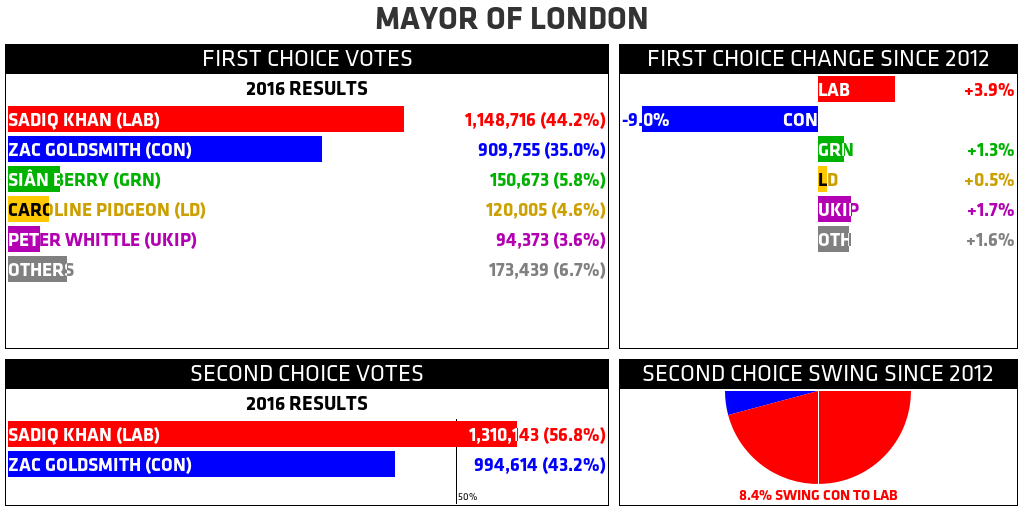 MAYOR OF LONDON
FIRST CHOICE VOTES
2016 RESULTS
SADIQ KHAN (LAB) 1,148,716 (44.2%)
ZAC GOLDSMITH (CON) 909,755 (35.0%)
SIÂN BERRY (GRN) 150,673 (5.8%)
CAROLINE PIDGEON (LD) 120,005 (4.6%)
PETER WHITTLE (UKIP) 94,373 (3.6%)
OTHERS 173,439 (6.7%)
FIRST CHOICE CHANGE SINCE 2012
LAB +3.9%
-9.0% CON
GRN +1.3%
LD +0.5%
UKIP +1.7%
OTH +1.6%
SECOND CHOICE VOTES
2016 RESULTS
SADIQ KHAN (LAB) 1,310,143 (56.8%)
ZAC GOLDSMITH (CON) 994,614 (43.2%)
50%
SECOND CHOICE SWING SINCE 2012
8.4% SWING CON TO LAB